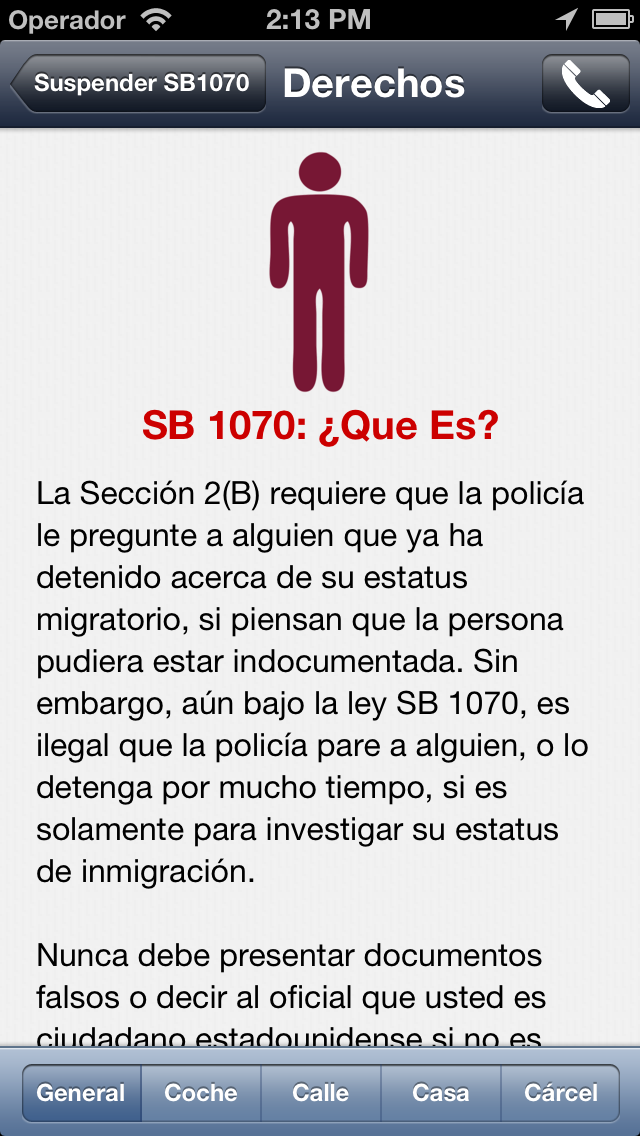 Operador 2:13 PM
Suspender SB1070 Derechos
SB 1070: ¿Que Es?
La Sección 2(B) requiere que la policía
le pregunte a alguien que ya ha
detenido acerca de su estatus
migratorio, si piensan que la persona
pudiera estar indocumentada. Sin
embargo, aún bajo la ley SB 1070, es
ilegal que la policía pare a alguien, o lo
detenga por mucho tiempo, si es
solamente para investigar su estatus
de inmigración.
Nunca debe presentar documentos
falsos o decir al oficial que usted es
ciudadano estadounidense si no es
General Coche Calle Casa Cárcel